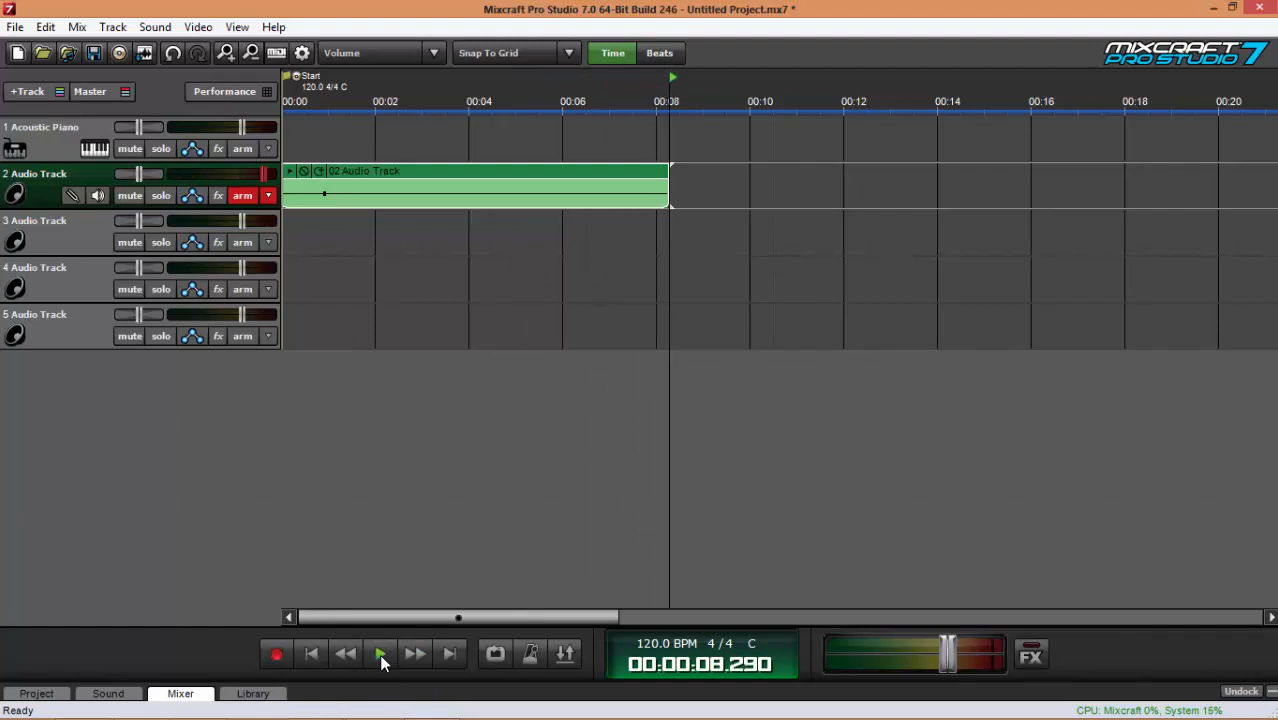 Mixcraft Pro Studio 7.0 64-Bit Build 246 - Untitled Project.mx7 *
File Edit Mix Track Sound Video View Help
Volume Snap To Grid Time Beats MIXCRAFT PRO STUDIO 7
+Track Master Performance
Start
120.0 4/4 C
00:00 00:02 00:04 00:06 00:08 00:10 00:12 00:14 00:16 00:18 00:20
1 Acoustic Piano
mute solo fx arm
2 Audio Track
mute solo fx arm
02 Audio Track
3 Audio Track
mute solo fx arm
4 Audio Track
mute solo fx arm
5 Audio Track
mute solo fx arm
120.0 BPM 4/4 C
00:00:08.290
FX
Project Sound Mixer Library Undock
Ready CPU: Mixcraft 0%, System 15%